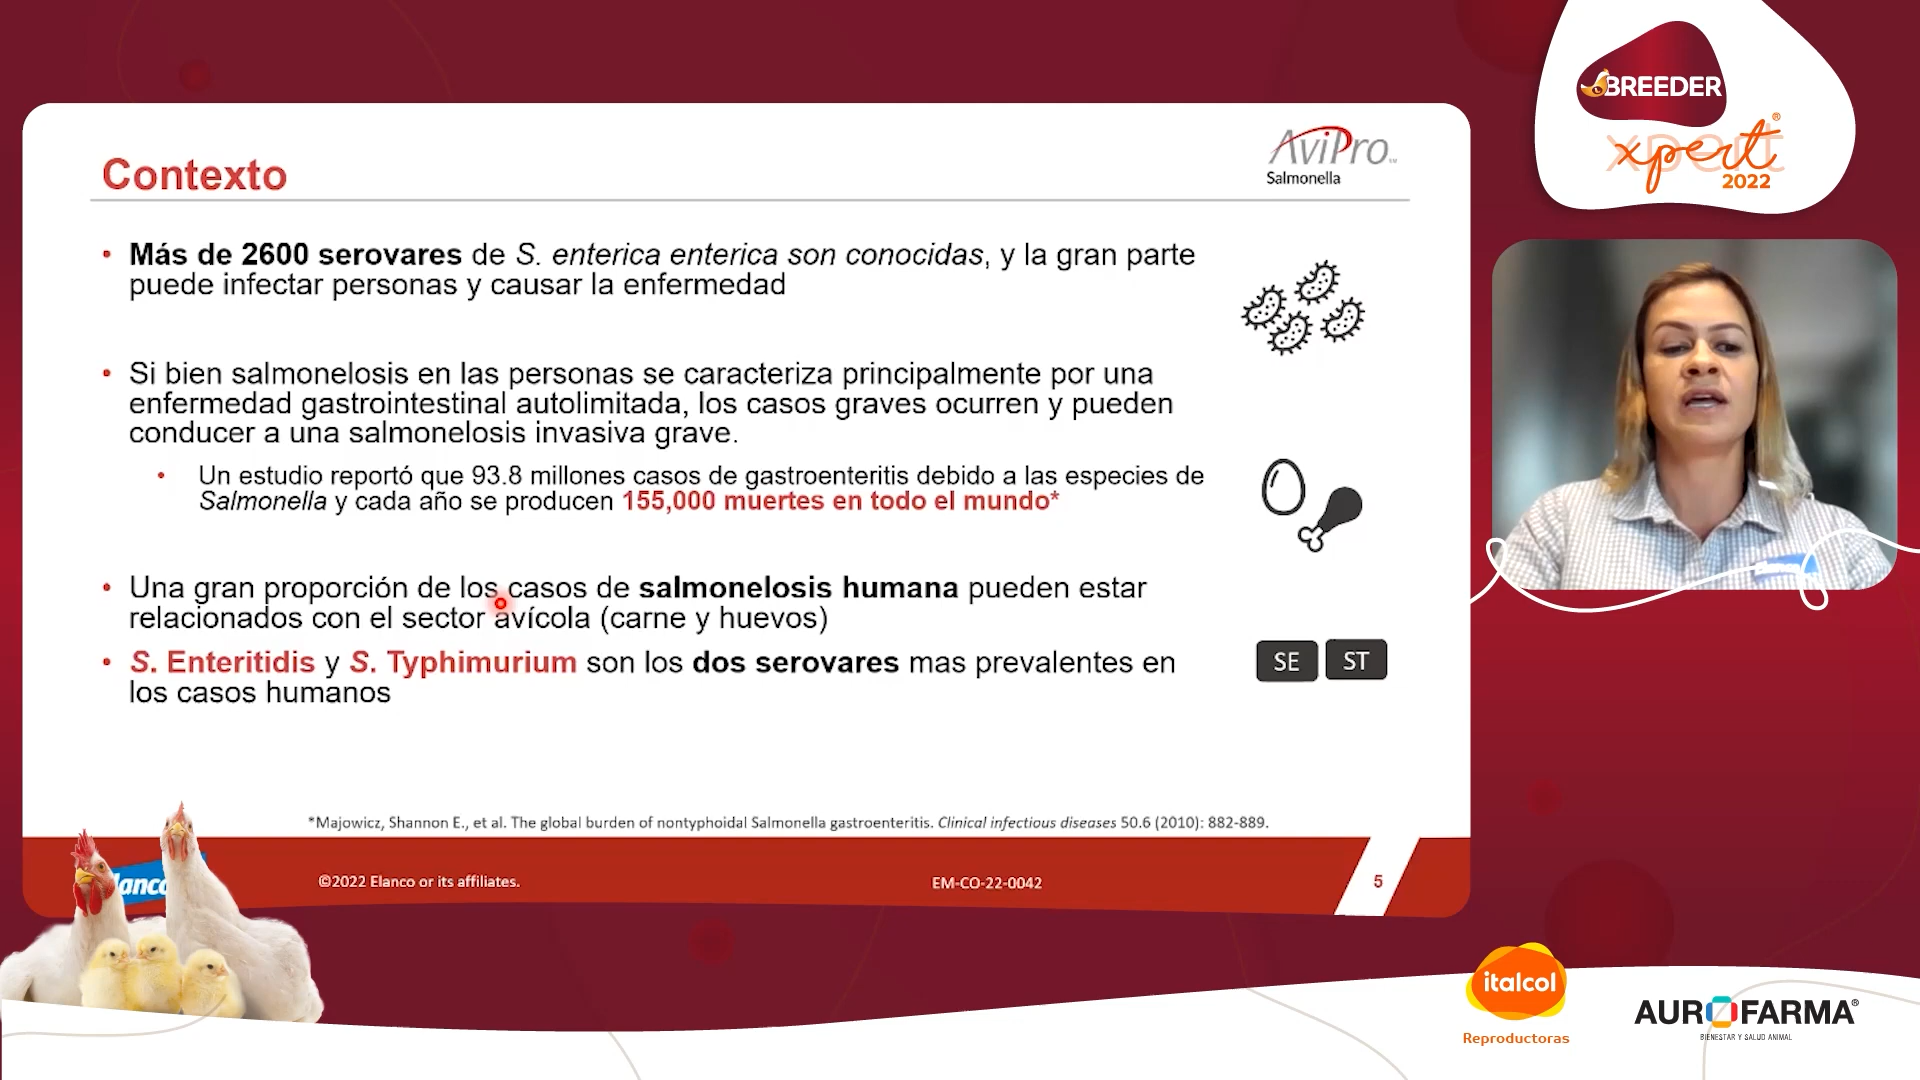 BREEDER
xpert®
2022
AviPro SM
Salmonella
Contexto
• Más de 2600 serovares de S. enterica enterica son conocidas, y la gran parte
puede infectar personas y causar la enfermedad
• Si bien salmonelosis en las personas se caracteriza principalmente por una
enfermedad gastrointestinal autolimitada, los casos graves ocurren y pueden
conducer a una salmonelosis invasiva grave.
• Un estudio reportó que 93.8 millones casos de gastroenteritis debido a las especies de
Salmonella y cada año se producen 155,000 muertes en todo el mundo*
• Una gran proporción de los casos de salmonelosis humana pueden estar
relacionados con el sector avícola (carne y huevos)
• S. Enteritidis y S. Typhimurium son los dos serovares mas prevalentes en
los casos humanos
SE ST
*Majowicz, Shannon E., et al. The global burden of nontyphoidal Salmonella gastroenteritis. Clinical infectious diseases 50.6 (2010): 882-889.
©2022 Elanco or its affiliates.
EM-CO-22-0042
5
italcol
Reproductoras
AUROFARMA®
BIENESTAR Y SALUD ANIMAL